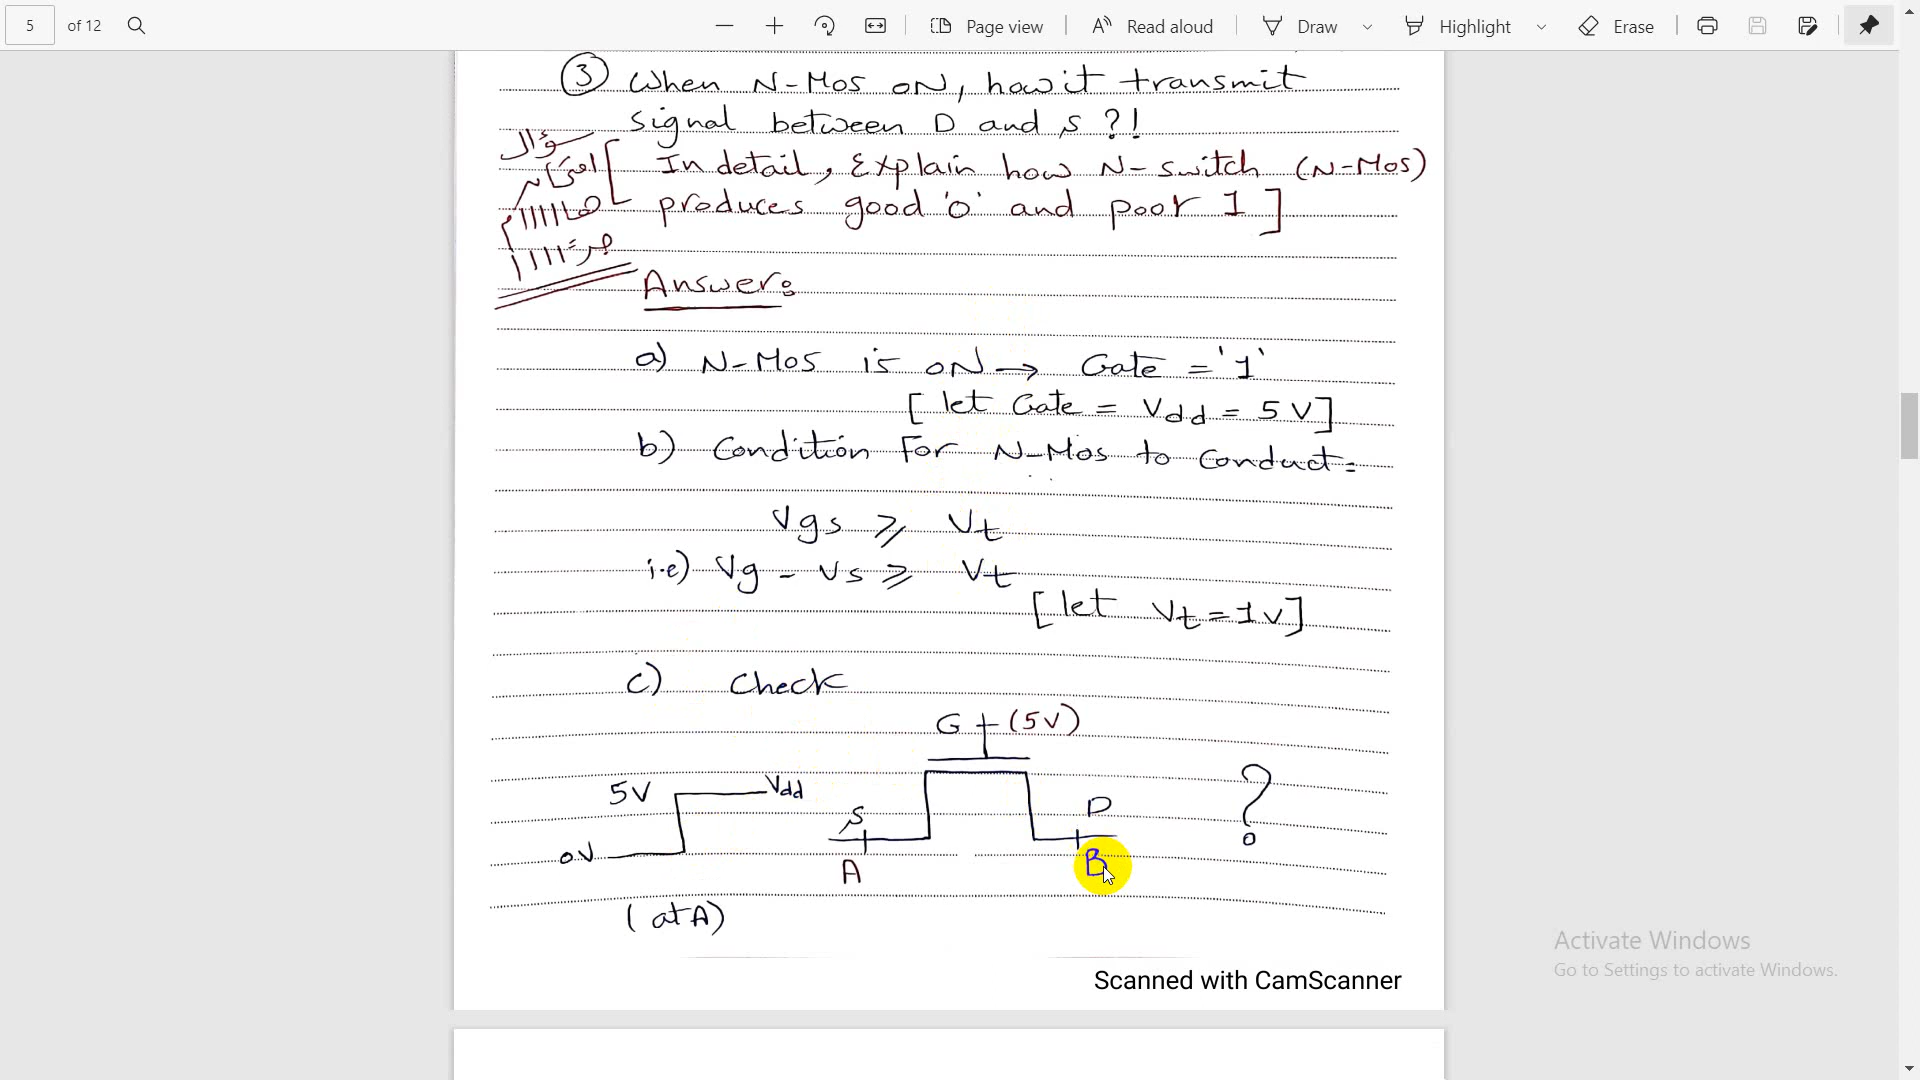 5 of 12 Page view Read aloud Draw Highlight Erase
③ When N-Mos ON, how it transmit
signal between D and S ?!
سؤال
امتحان
[ In detail, Explain how N-switch (N-Mos)
produces good '0' and poor 1 ]
Answer:
a) N-Mos is ON → Gate = '1'
[ let Gate = Vdd = 5V]
b) Condition For N-Mos to conduct:
Vgs ⩾ Vt
i.e) Vg - Vs ⩾ Vt
[ let Vt = 1v]
c) Check
G (5V)
5V Vdd
S D ?
0V
A B
( at A)
Scanned with CamScanner
Activate Windows
Go to Settings to activate Windows.